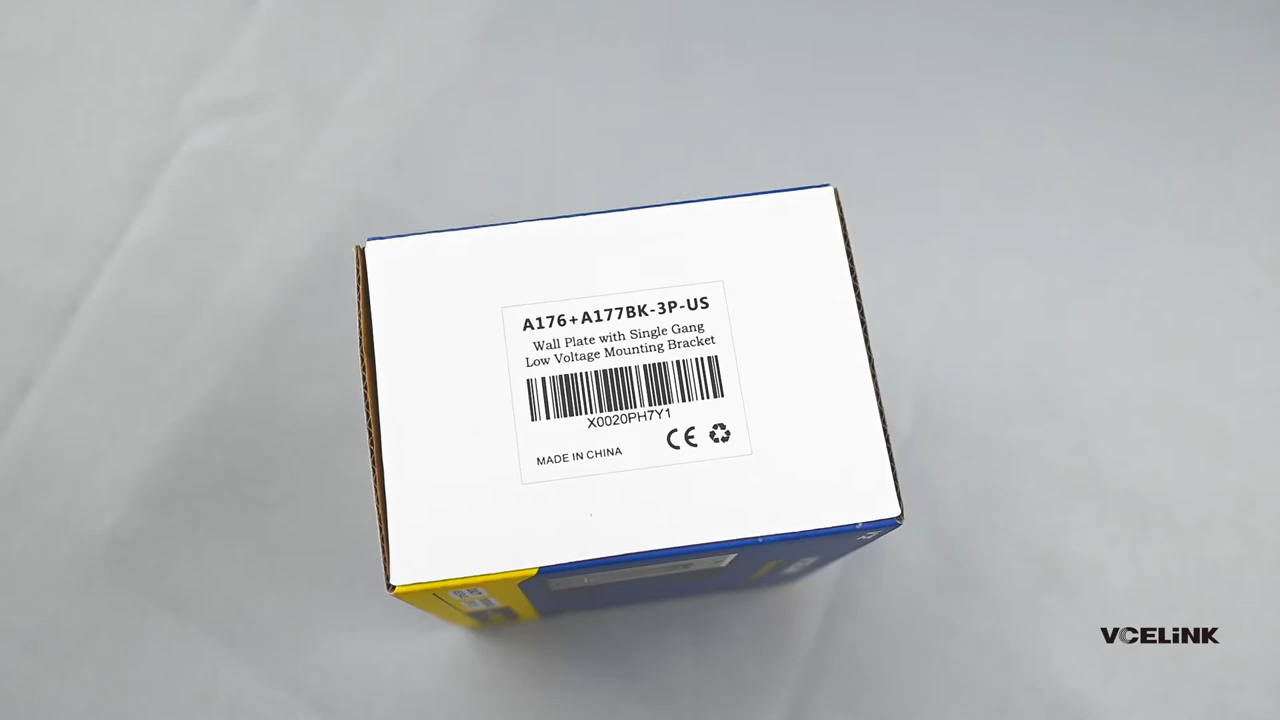 A176+A177BK-3P-US
Wall Plate with Single Gang
Low Voltage Mounting Bracket
X0020PH7Y1
MADE IN CHINA
CE
VCELiNK